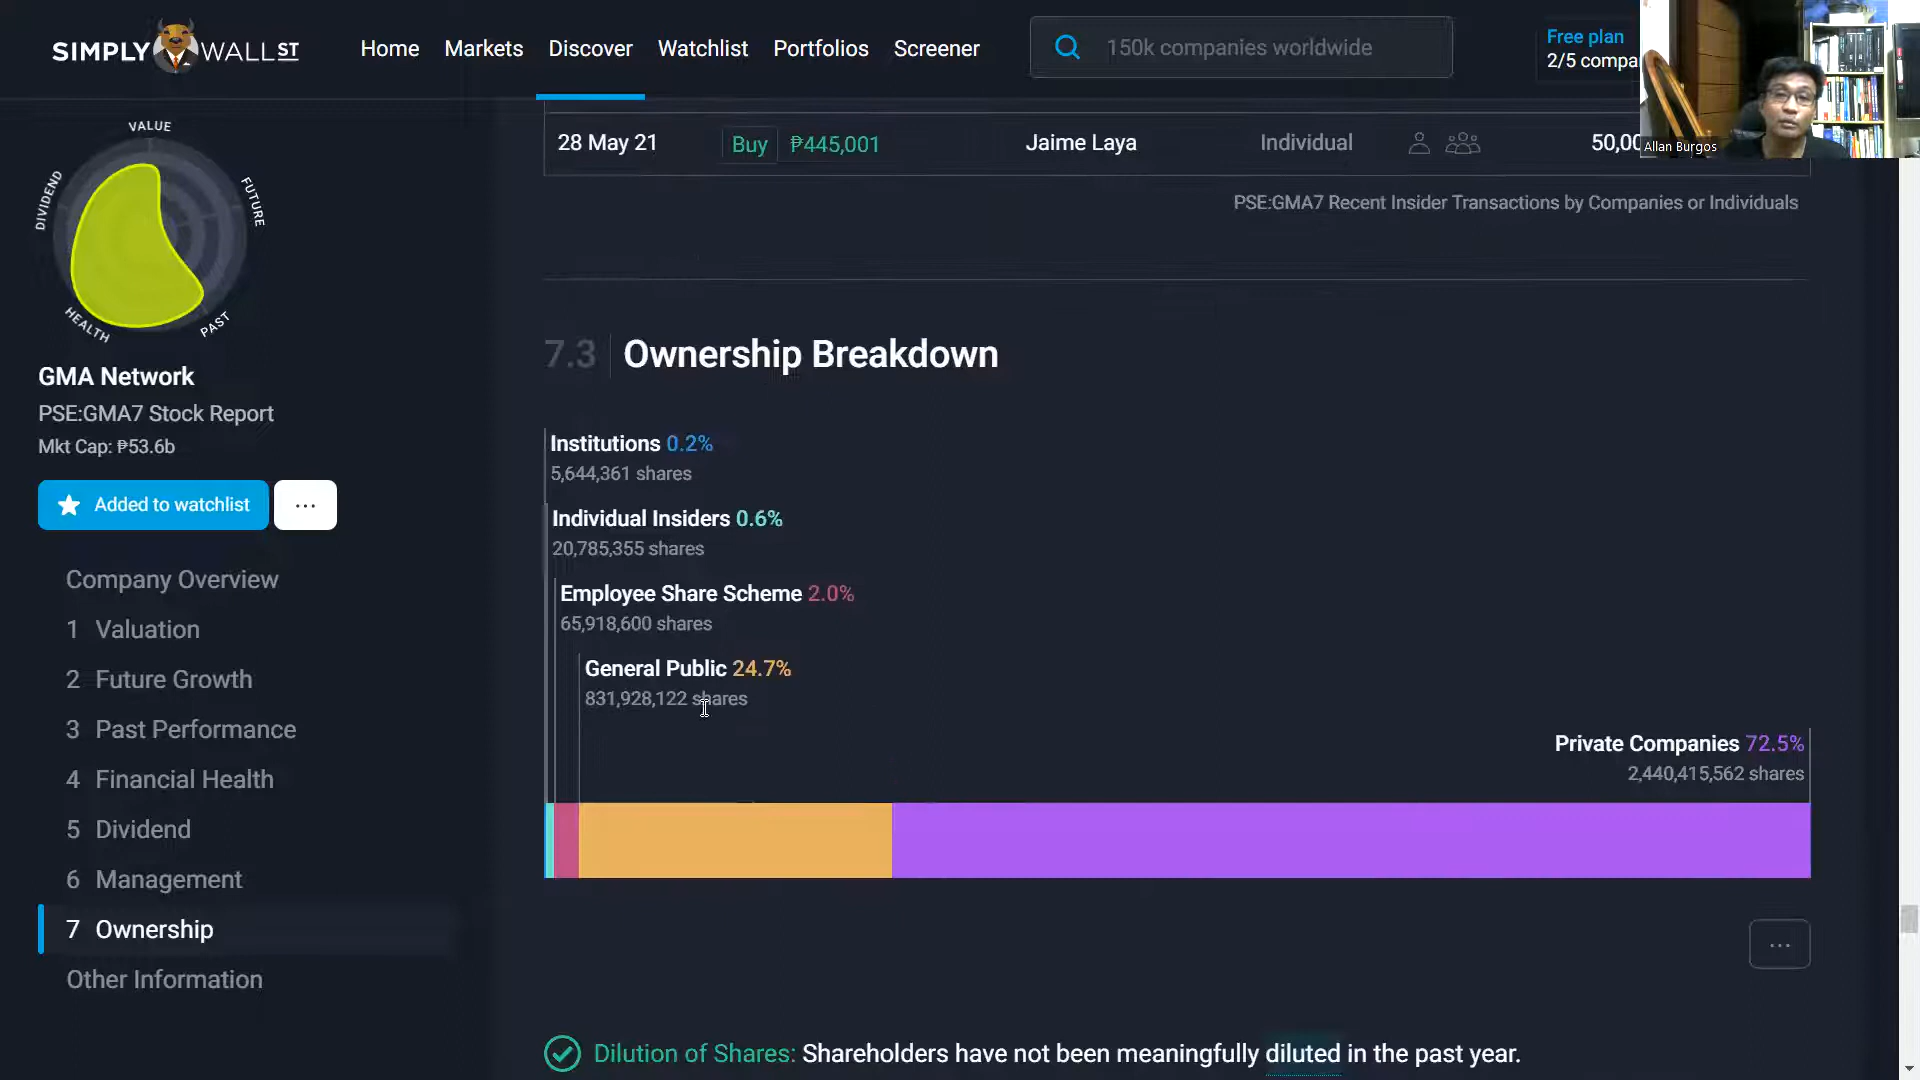 SIMPLY WALL ST
Home Markets Discover Watchlist Portfolios Screener
150k companies worldwide
Free plan
2/5 compa
Allan Burgos
28 May 21 Buy ₱445,001 Jaime Laya Individual 50,00
PSE:GMA7 Recent Insider Transactions by Companies or Individuals
VALUE
FUTURE
PAST
HEALTH
DIVIDEND
GMA Network
PSE:GMA7 Stock Report
Mkt Cap: ₱53.6b
Added to watchlist
...
Company Overview
1 Valuation
2 Future Growth
3 Past Performance
4 Financial Health
5 Dividend
6 Management
7 Ownership
Other Information
7.3 Ownership Breakdown
Institutions 0.2%
5,644,361 shares
Individual Insiders 0.6%
20,785,355 shares
Employee Share Scheme 2.0%
65,918,600 shares
General Public 24.7%
831,928,122 shares
Private Companies 72.5%
2,440,415,562 shares
...
Dilution of Shares: Shareholders have not been meaningfully diluted in the past year.